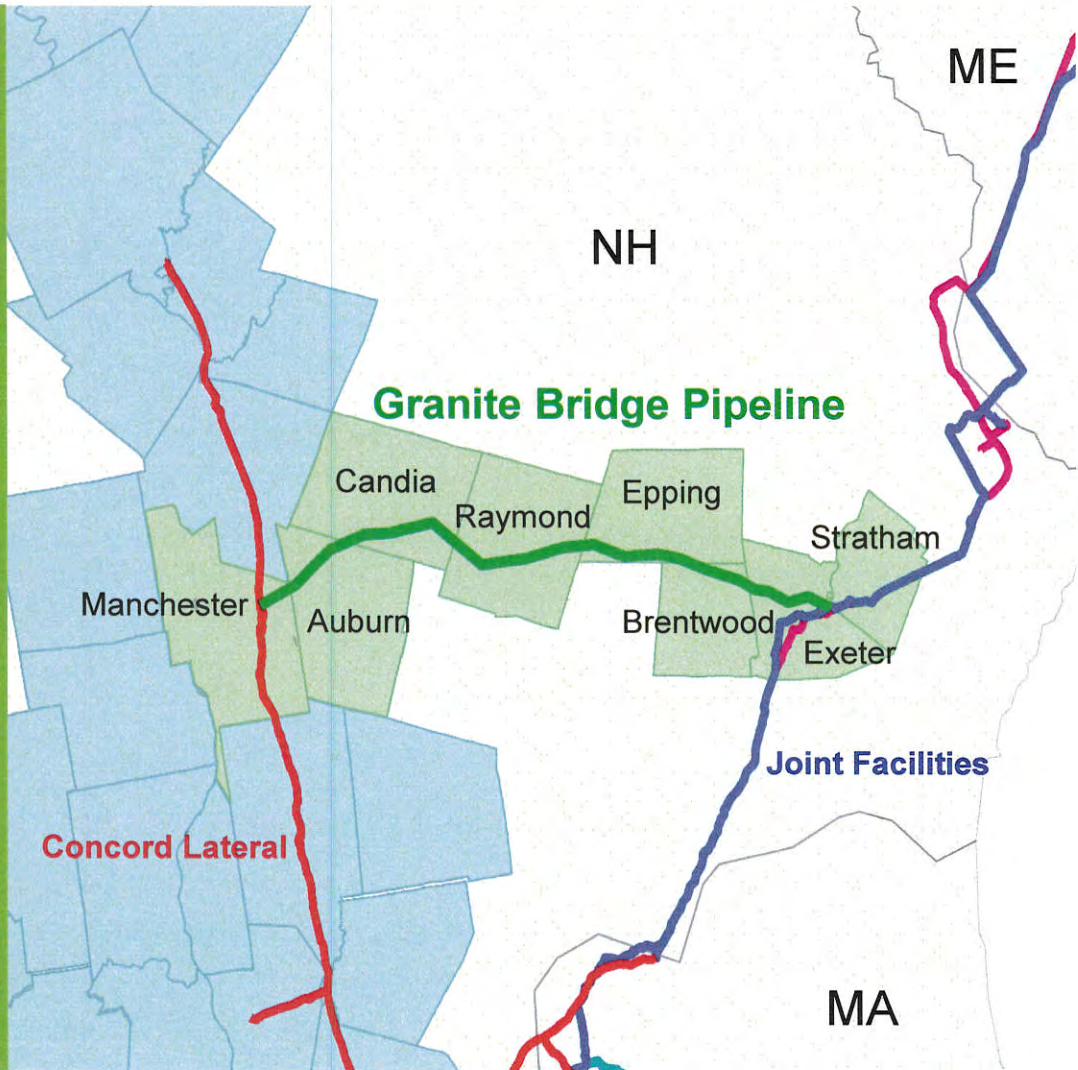 ME
NH
Granite Bridge Pipeline
Candia
Raymond
Epping
Stratham
Manchester
Auburn
Brentwood
Exeter
Joint Facilities
Concord Lateral
MA